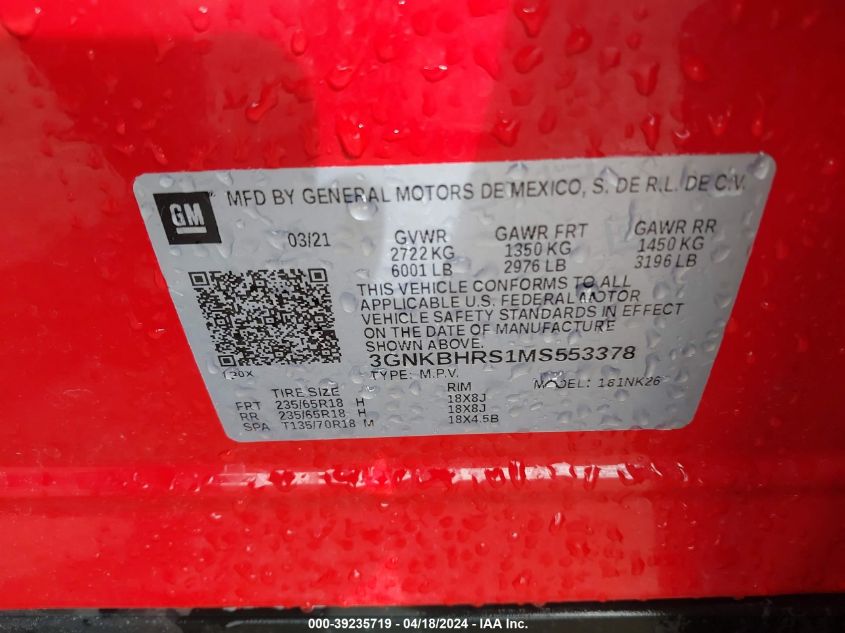 GM
MFD BY GENERAL MOTORS DE MEXICO, S. DE R.L. DE C.V.
03/21 GVWR GAWR FRT GAWR RR
2722 KG 1350 KG 1450 KG
6001 LB 2976 LB 3196 LB
THIS VEHICLE CONFORMS TO ALL
APPLICABLE U.S. FEDERAL MOTOR
VEHICLE SAFETY STANDARDS IN EFFECT
ON THE DATE OF MANUFACTURE
SHOWN ABOVE.
3GNKBHRS1MS553378
120X TYPE: M.P.V. MODEL: 181NK26
TIRE SIZE RIM
FRT 235/65R18 H 18X8J
RR 235/65R18 H 18X8J
SPA T135/70R18 M 18X4.5B
000-39235719 - 04/18/2024 - IAA Inc.